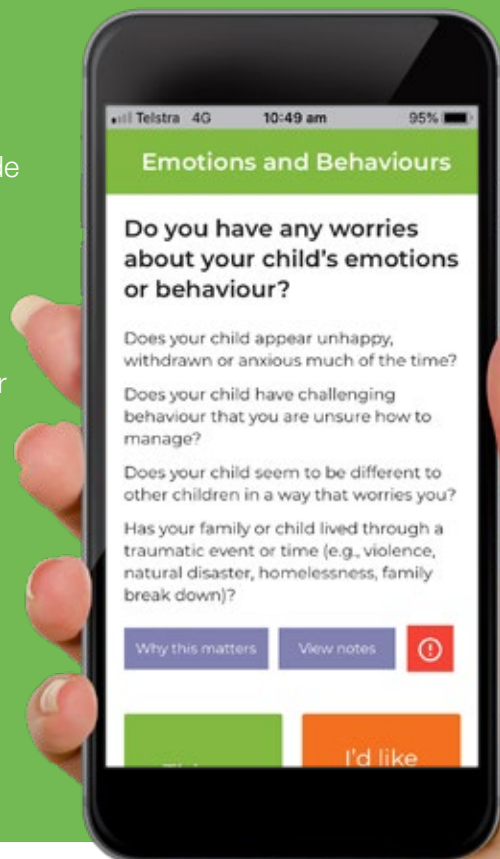 Telstra 4G 10:49 am 95%
Emotions and Behaviours
Do you have any worries
about your child's emotions
or behaviour?
Does your child appear unhappy,
withdrawn or anxious much of the time?
Does your child have challenging
behaviour that you are unsure how to
manage?
Does your child seem to be different to
other children in a way that worries you?
Has your family or child lived through a
traumatic event or time (e.g., violence,
natural disaster, homelessness, family
break down)?
Why this matters View notes
I'd like